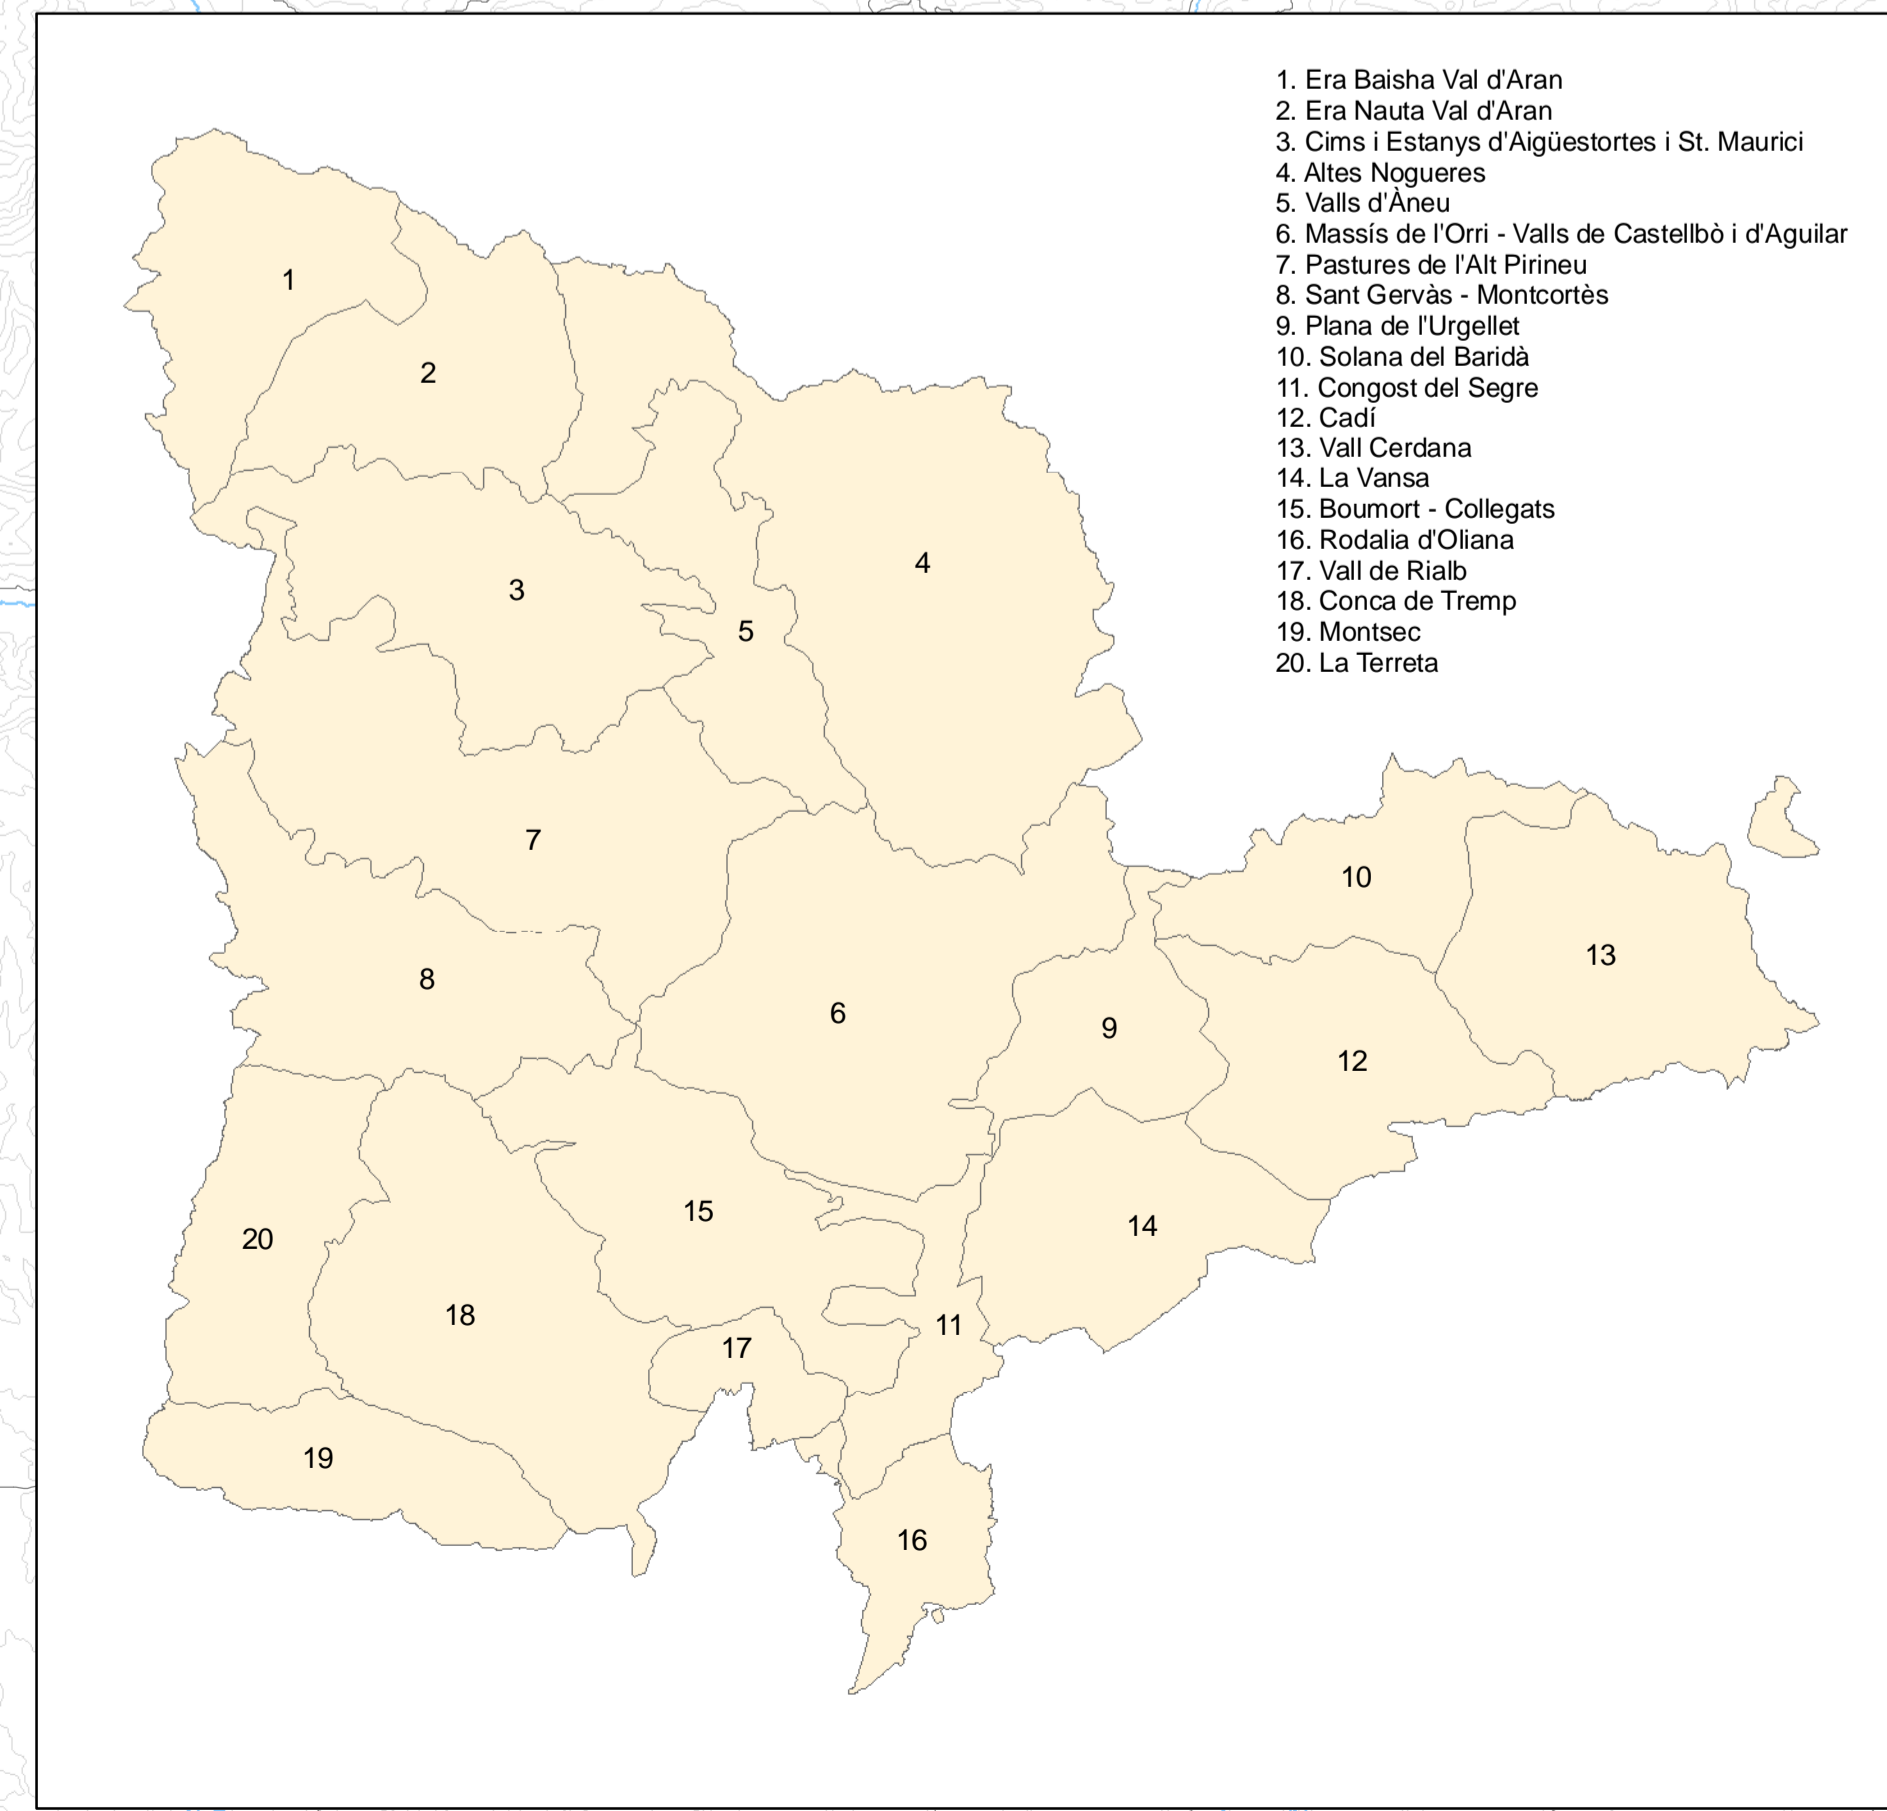 1. Era Baisha Val d'Aran
2. Era Nauta Val d'Aran
3. Cims i Estanys d'Aigüestortes i St. Maurici
4. Altes Nogueres
5. Valls d'Àneu
6. Massís de l'Orri - Valls de Castellbò i d'Aguilar
7. Pastures de l'Alt Pirineu
8. Sant Gervàs - Montcortès
9. Plana de l'Urgellet
10. Solana del Baridà
11. Congost del Segre
12. Cadí
13. Vall Cerdana
14. La Vansa
15. Boumort - Collegats
16. Rodalia d'Oliana
17. Vall de Rialb
18. Conca de Tremp
19. Montsec
20. La Terreta
1
2
3
4
5
7
10
13
8
6
9
12
15
14
20
18
11
17
19
16